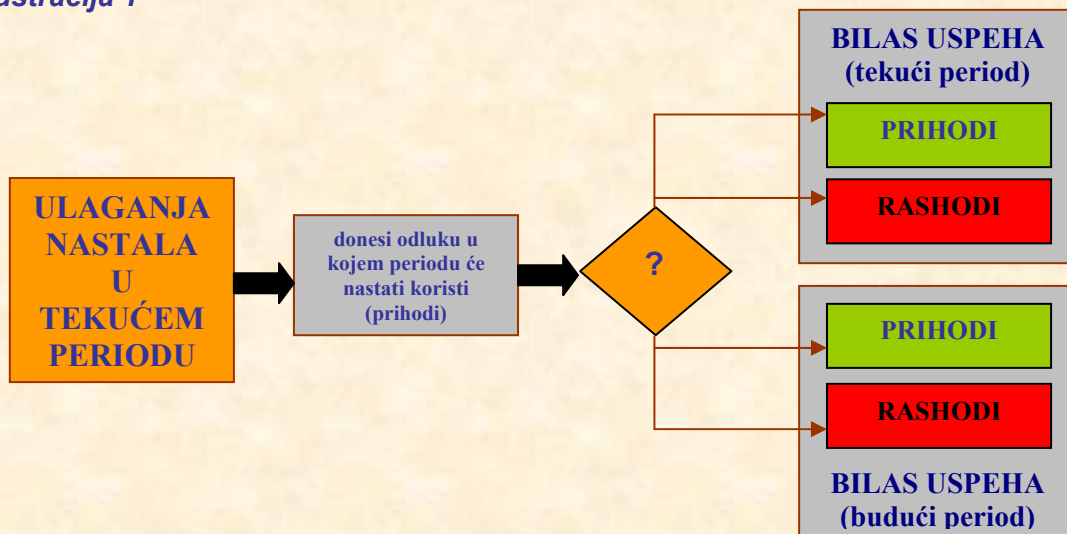 BILAS USPEHA
(tekući period)
PRIHODI
RASHODI
ULAGANJA
NASTALA
U
TEKUĆEM
PERIODU
donesi odluku u
kojem periodu će
nastati koristi
(prihodi)
?
PRIHODI
RASHODI
BILAS USPEHA
(budući period)